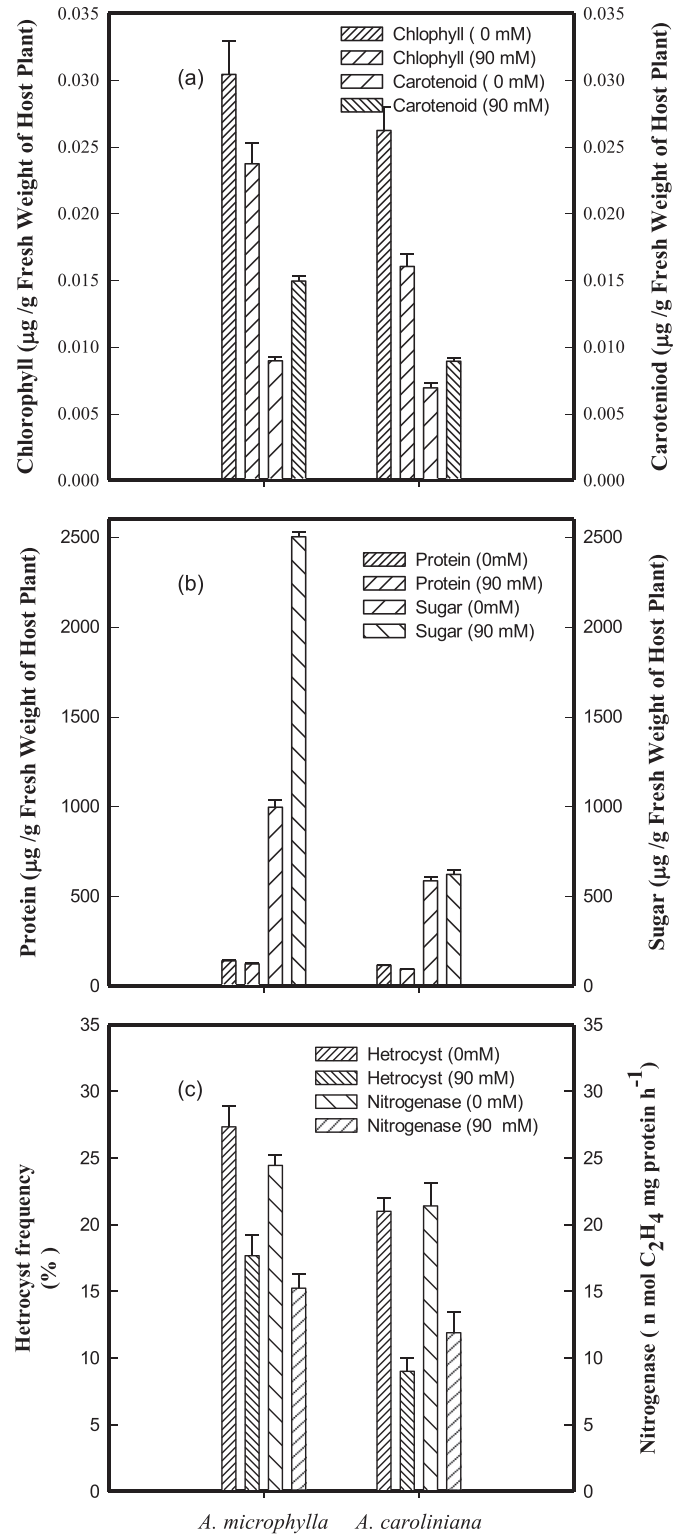 Chlorophyll (µg /g Fresh Weight of Host Plant)
0.035
0.030
0.025
0.020
0.015
0.010
0.005
0.000
(a)
Chlophyll ( 0 mM)
Chlophyll (90 mM)
Carotenoid ( 0 mM)
Carotenoid (90 mM)
0.035
0.030
0.025
0.020
0.015
0.010
0.005
0.000
Caroteniod (µg /g Fresh Weight of Host Plant)
Protein (µg /g Fresh Weight of Host Plant)
2500
2000
1500
1000
500
0
(b)
Protein (0mM)
Protein (90 mM)
Sugar (0mM)
Sugar (90 mM)
2500
2000
1500
1000
500
0
Sugar (µg /g Fresh Weight of Host Plant)
Hetrocyst frequency
(% )
35
30
25
20
15
10
5
0
(c)
Hetrocyst (0mM)
Hetrocyst (90 mM)
Nitrogenase (0 mM)
Nitrogenase (90 mM)
35
30
25
20
15
10
5
0
Nitrogenase ( n mol C2H4 mg protein h-1 )
A. microphylla
A. caroliniana